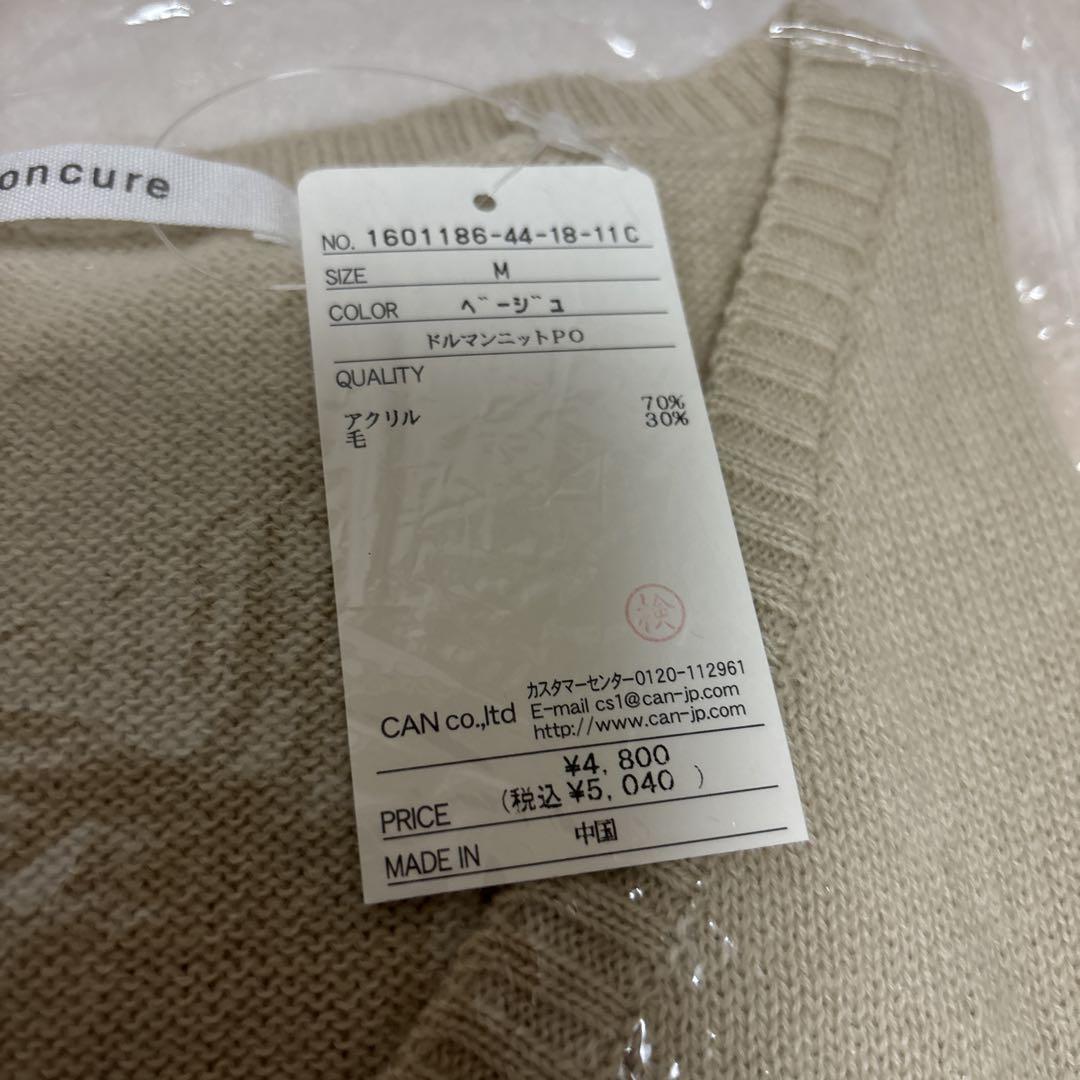 oncure
NO. 1601186-44-18-11C
SIZE M
COLOR ベージュ
ドルマンニットPO
QUALITY
アクリル 70%
毛 30%
検
カスタマーセンター0120-112961
CAN co.,ltd E-mail cs1@can-jp.com
http://www.can-jp.com
¥4,800
PRICE (税込¥5,040 )
MADE IN 中国